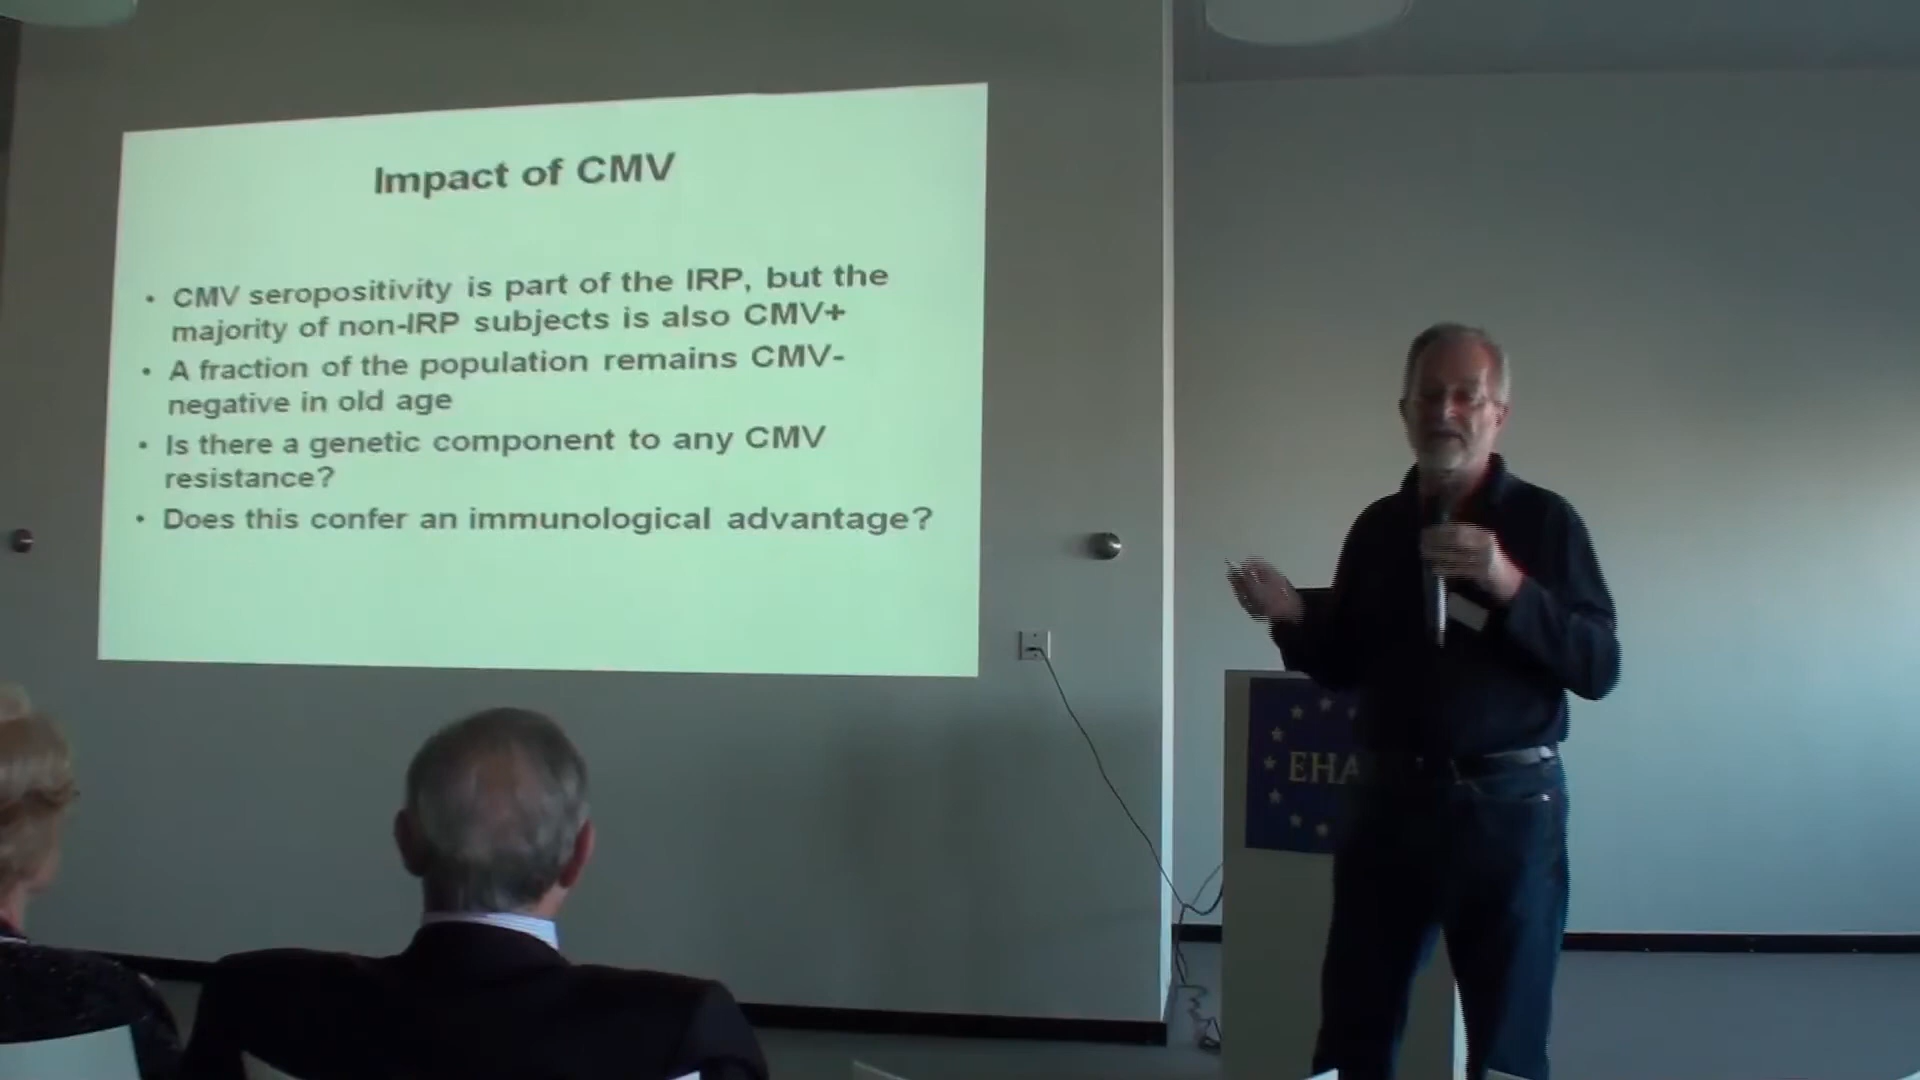 Impact of CMV
• CMV seropositivity is part of the IRP, but the
majority of non-IRP subjects is also CMV+
• A fraction of the population remains CMV-
negative in old age
• Is there a genetic component to any CMV
resistance?
• Does this confer an immunological advantage?
EHA